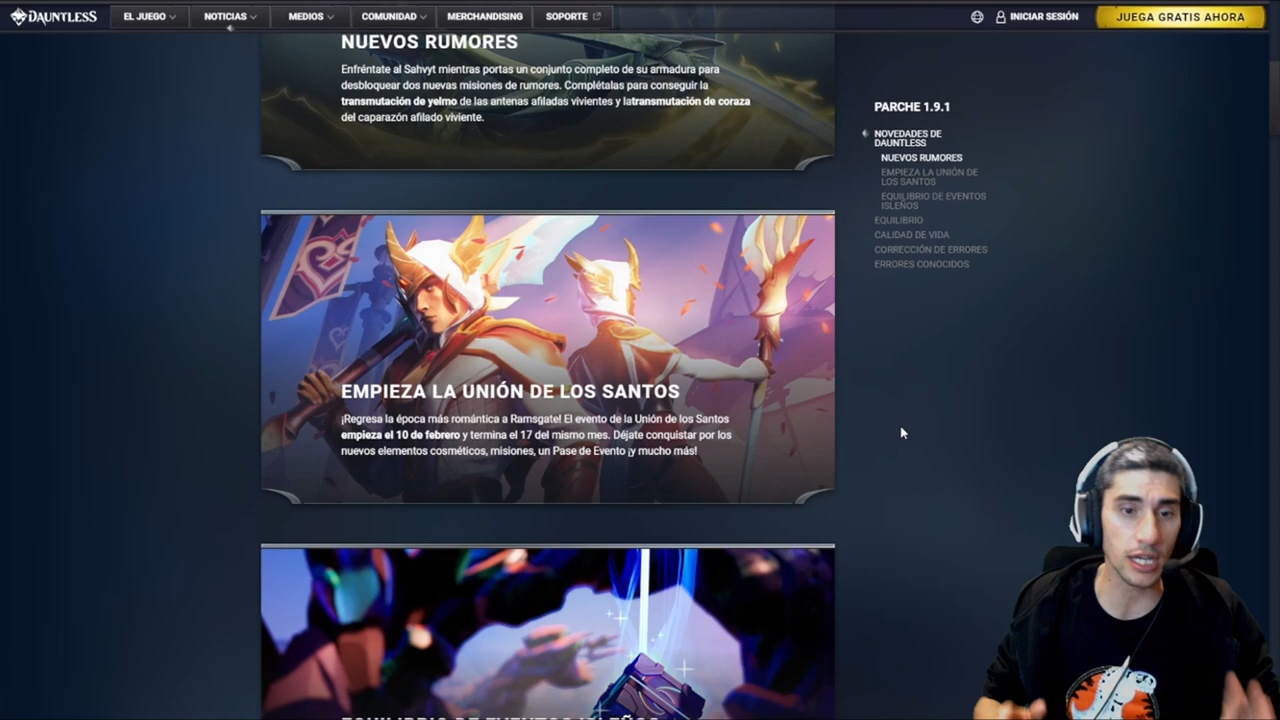 DAUNTLESS
EL JUEGO
NOTICIAS
MEDIOS
COMUNIDAD
MERCHANDISING
SOPORTE
INICIAR SESIÓN
JUEGA GRATIS AHORA
NUEVOS RUMORES
Enfréntate al Sahvyt mientras portas un conjunto completo de su armadura para
desbloquear dos nuevas misiones de rumores. Complétalas para conseguir la
transmutación de yelmo de las antenas afiladas vivientes y latransmutación de coraza
del caparazón afilado viviente.
EMPIEZA LA UNIÓN DE LOS SANTOS
¡Regresa la época más romántica a Ramsgate! El evento de la Unión de los Santos
empieza el 10 de febrero y termina el 17 del mismo mes. Déjate conquistar por los
nuevos elementos cosméticos, misiones, un Pase de Evento ¡y mucho más!
EQUILIBRIO DE EVENTOS ISLEÑOS
PARCHE 1.9.1
NOVEDADES DE
DAUNTLESS
NUEVOS RUMORES
EMPIEZA LA UNIÓN DE
LOS SANTOS
EQUILIBRIO DE EVENTOS
ISLEÑOS
EQUILIBRIO
CALIDAD DE VIDA
CORRECCIÓN DE ERRORES
ERRORES CONOCIDOS